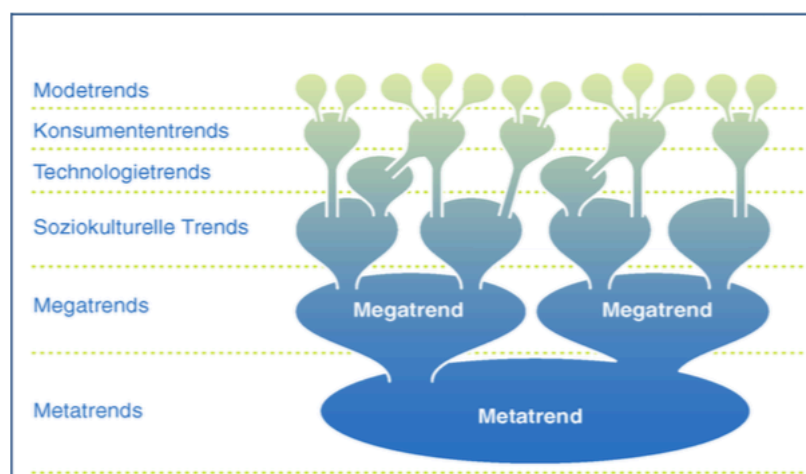 Modetrends
Konsumententrends
Technologietrends
Soziokulturelle Trends
Megatrends
Megatrend
Megatrend
Metatrends
Metatrend